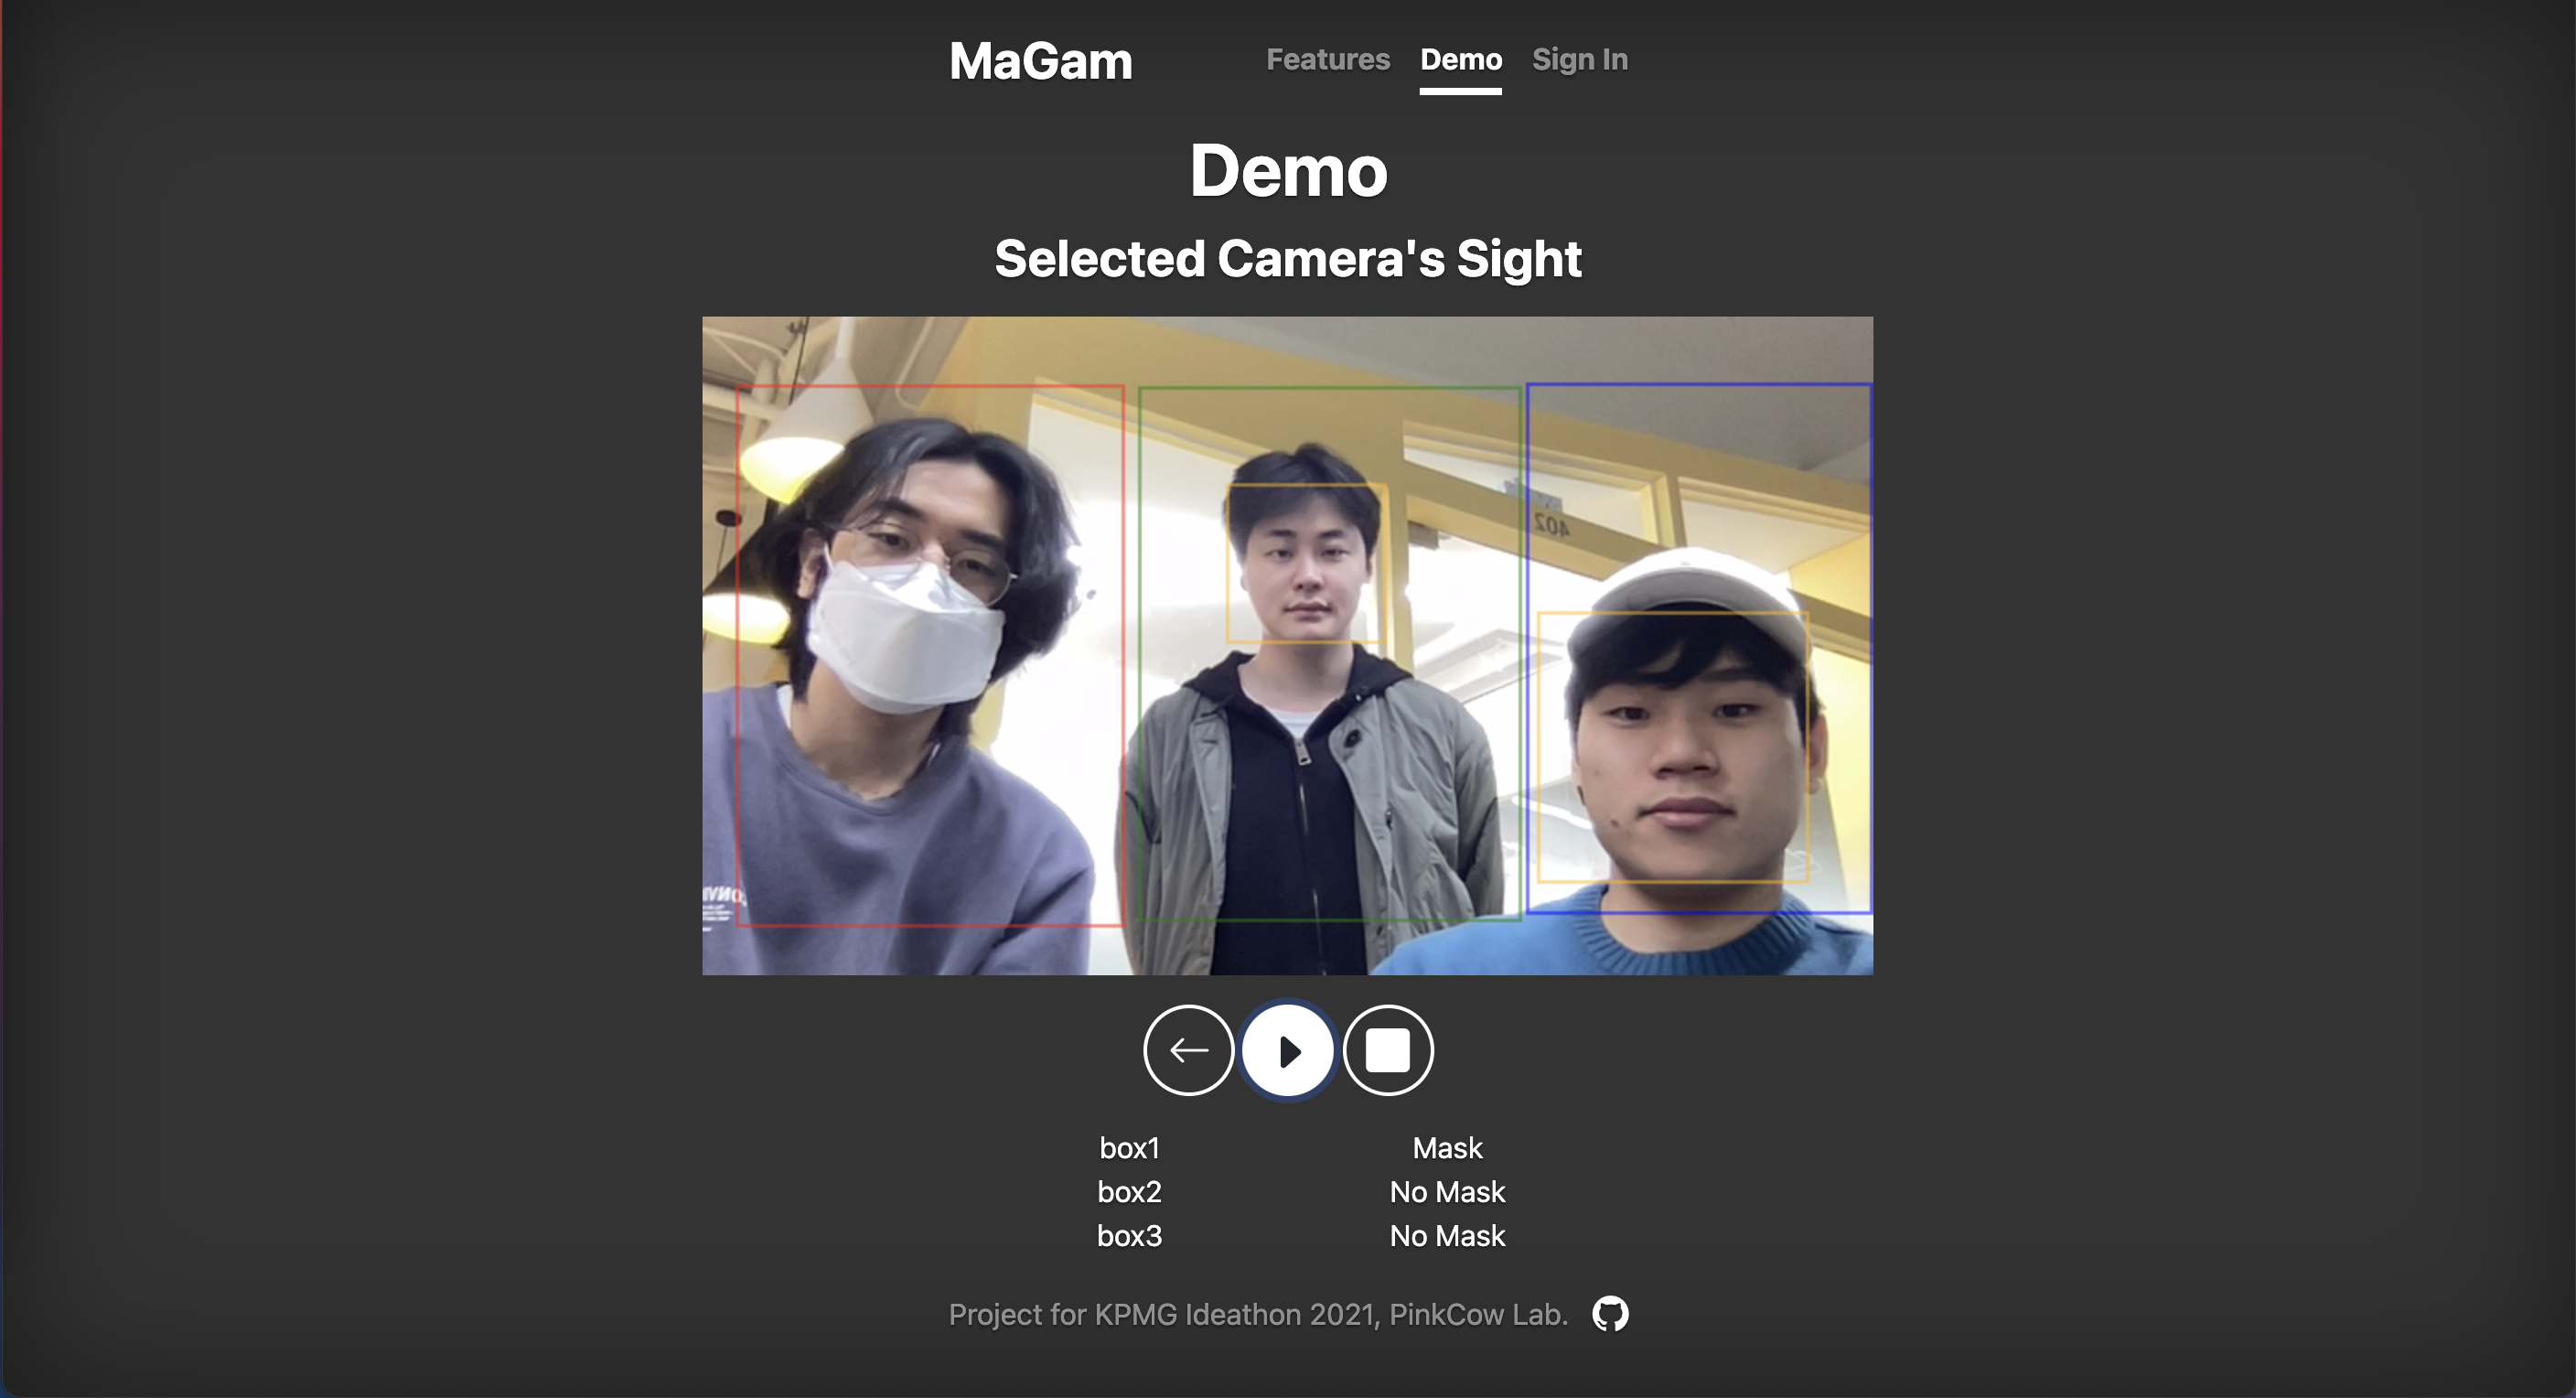 MaGam
Features Demo Sign In
Demo
Selected Camera's Sight
402
box1 Mask
box2 No Mask
box3 No Mask
Project for KPMG Ideathon 2021, PinkCow Lab.